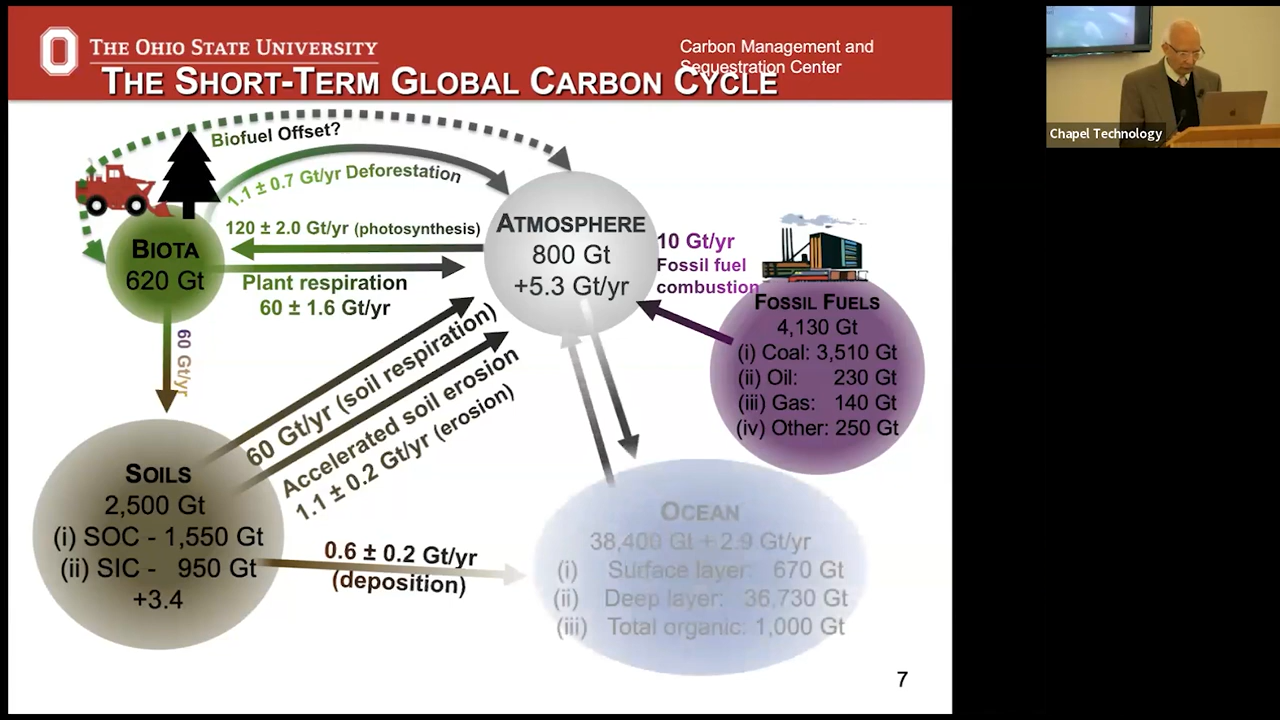 THE OHIO STATE UNIVERSITY
Carbon Management and
Sequestration Center
THE SHORT-TERM GLOBAL CARBON CYCLE
Chapel Technology
Biofuel Offset?
1.1 ± 0.7 Gt/yr Deforestation
120 ± 2.0 Gt/yr (photosynthesis)
BIOTA
620 Gt
Plant respiration
60 ± 1.6 Gt/yr
ATMOSPHERE
800 Gt
+5.3 Gt/yr
10 Gt/yr
Fossil fuel
combustion
FOSSIL FUELS
4,130 Gt
(i) Coal: 3,510 Gt
(ii) Oil: 230 Gt
(iii) Gas: 140 Gt
(iv) Other: 250 Gt
60 Gt/yr
60 Gt/yr (soil respiration)
Accelerated soil erosion
1.1 ± 0.2 Gt/yr (erosion)
SOILS
2,500 Gt
(i) SOC - 1,550 Gt
(ii) SIC - 950 Gt
+3.4
0.6 ± 0.2 Gt/yr
(deposition)
OCEAN
38,400 Gt + 2.9 Gt/yr
(i) Surface layer: 670 Gt
(ii) Deep layer: 36,730 Gt
(iii) Total organic: 1,000 Gt
7